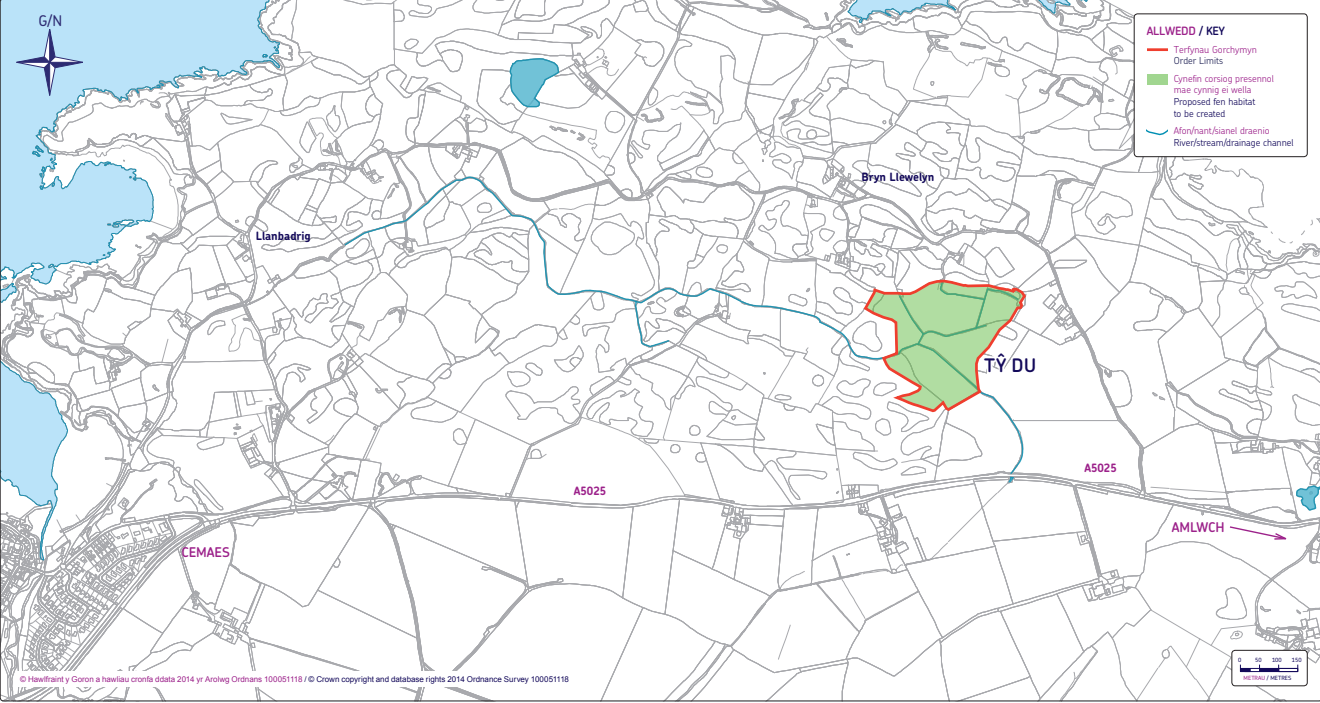 G/N
ALLWEDD / KEY
Terfynau Gorchymyn
Order Limits
Cynefin corsiog presennol
mae cynnig ei wella
Proposed fen habitat
to be created
Afon/nant/sianel draenio
River/stream/drainage channel
Bryn Llewelyn
Llanbadrig
TŶ DU
A5025
A5025
AMLWCH
CEMAES
0 50 100 150
METRAU / METRES
© Hawlfraint y Goron a hawliau cronfa ddata 2014 yr Arolwg Ordnans 100051118 / © Crown copyright and database rights 2014 Ordnance Survey 100051118